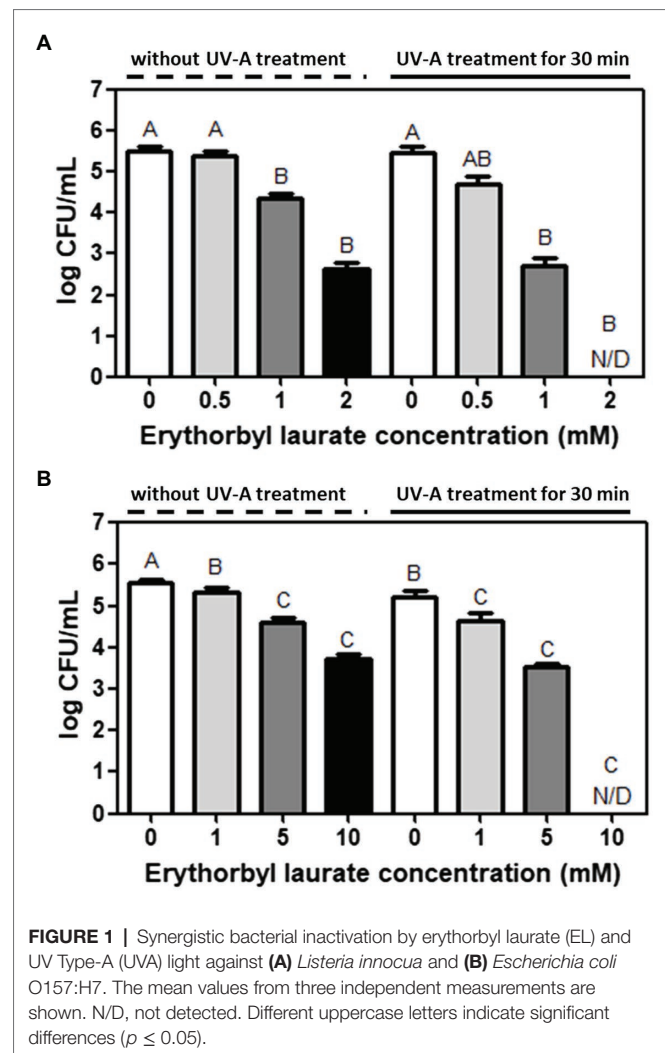 A
without UV-A treatment UV-A treatment for 30 min
7
6
5
4
3
2
1
0
log CFU/mL
A A B B A AB B B
N/D
0 0.5 1 2 0 0.5 1 2
Erythorbyl laurate concentration (mM)
B
without UV-A treatment UV-A treatment for 30 min
7
6
5
4
3
2
1
0
log CFU/mL
A B C C B C C C
N/D
0 1 5 10 0 1 5 10
Erythorbyl laurate concentration (mM)
FIGURE 1 | Synergistic bacterial inactivation by erythorbyl laurate (EL) and
UV Type-A (UVA) light against (A) Listeria innocua and (B) Escherichia coli
O157:H7. The mean values from three independent measurements are
shown. N/D, not detected. Different uppercase letters indicate significant
differences (p ≤ 0.05).